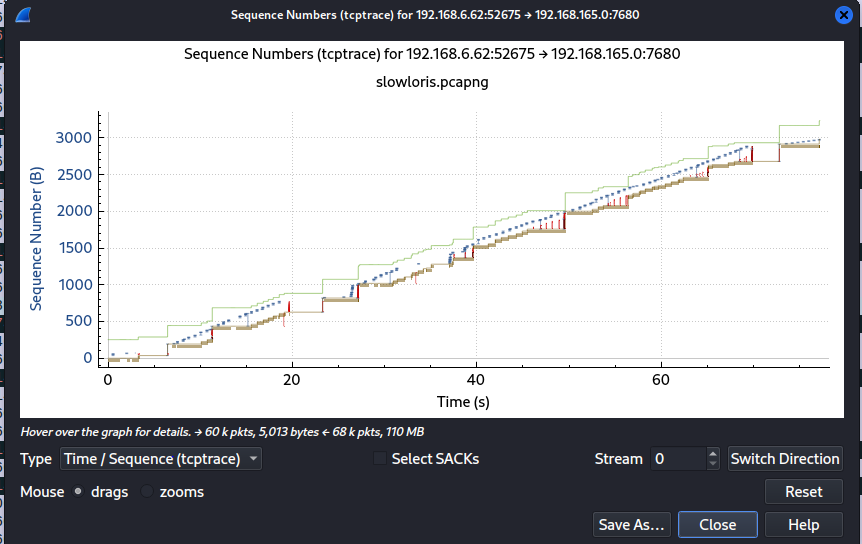 Sequence Numbers (tcptrace) for 192.168.6.62:52675 → 192.168.165.0:7680
Sequence Numbers (tcptrace) for 192.168.6.62:52675 → 192.168.165.0:7680
slowloris.pcapng
Sequence Number (B)
3000
2500
2000
1500
1000
500
0
0 20 40 60
Time (s)
Hover over the graph for details. → 60 k pkts, 5,013 bytes ← 68 k pkts, 110 MB
Type Time / Sequence (tcptrace) Select SACKs Stream 0 Switch Direction
Mouse drags zooms Reset
Save As... Close Help